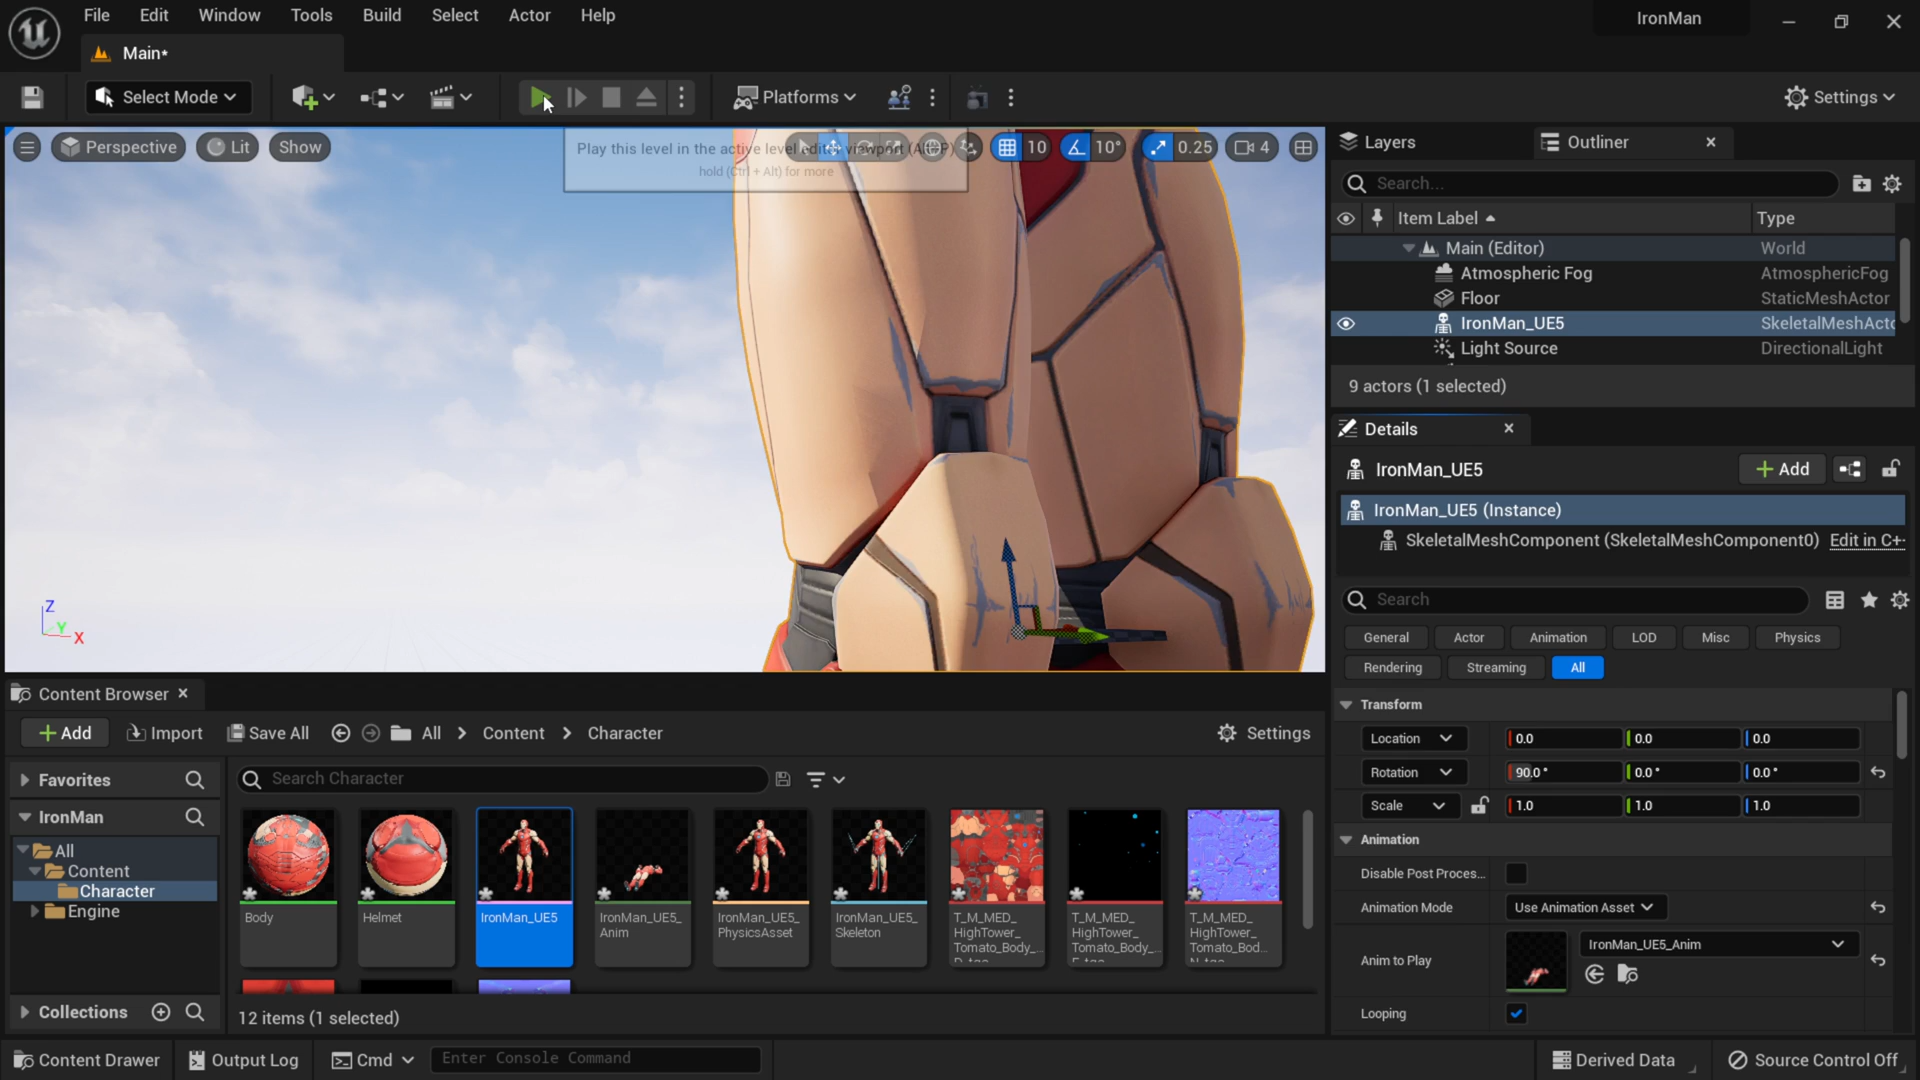 File Edit Window Tools Build Select Actor Help
IronMan
Main•
Select Mode
Platforms
Settings
Perspective Lit Show
Play this level in the active level editor viewport (Alt+P)
hold (Ctrl + Alt) for more
10 10° 0.25 4
Z
Y
X
Layers
Outliner
Search...
Item Label Type
Main (Editor) World
Atmospheric Fog AtmosphericFog
Floor StaticMeshActor
IronMan_UE5 SkeletalMeshActo
Light Source DirectionalLight
9 actors (1 selected)
Details
IronMan_UE5
Add
IronMan_UE5 (Instance)
SkeletalMeshComponent (SkeletalMeshComponent0) Edit in C+
Search
General Actor Animation LOD Misc Physics
Rendering Streaming All
Transform
Location 0.0 0.0 0.0
Rotation 90.0° 0.0° 0.0°
Scale 1.0 1.0 1.0
Animation
Disable Post Proces...
Animation Mode Use Animation Asset
Anim to Play IronMan_UE5_Anim
Looping
Content Browser
Add Import Save All All Content Character Settings
Favorites
Search Character
IronMan
All
Content
Character
Engine
Collections
Body
Helmet
IronMan_UE5
IronMan_UE5_
Anim
IronMan_UE5_
PhysicsAsset
IronMan_UE5_
Skeleton
T_M_MED_
HighTower_
Tomato_Body_...
T_M_MED_
HighTower_
Tomato_Body_...
T_M_MED_
HighTower_
Tomato_Bod...
12 items (1 selected)
Content Drawer Output Log Cmd Enter Console Command Derived Data Source Control Off